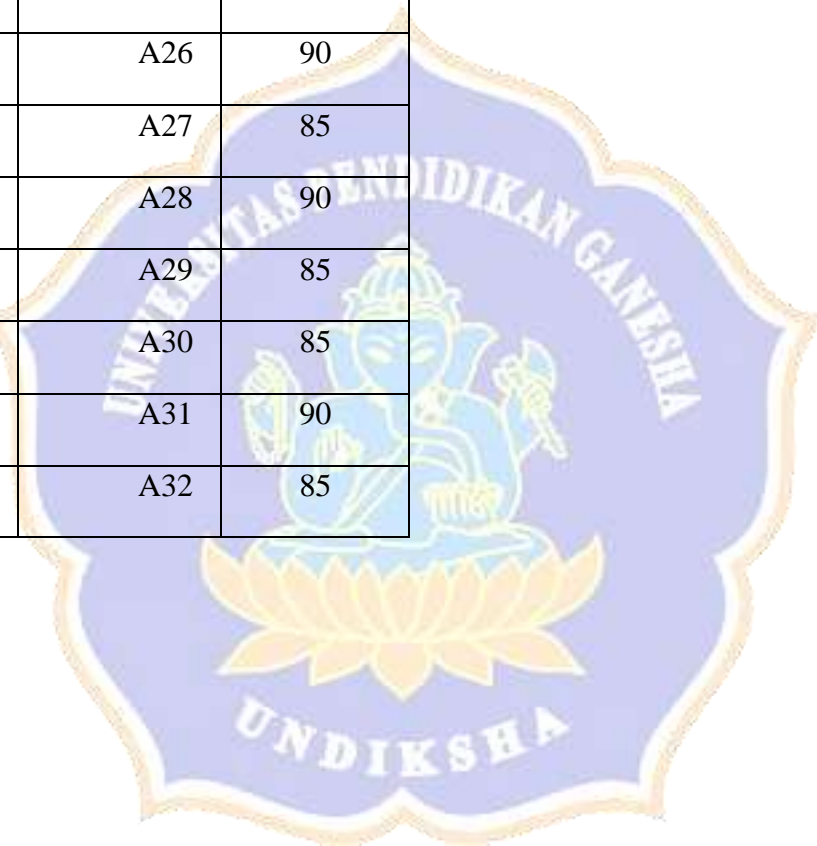 A26 90
A27 85
A28 90
A29 85
A30 85
A31 90
A32 85
UNIVERSITAS PENDIDIKAN GANESHA
UNDIKSHA